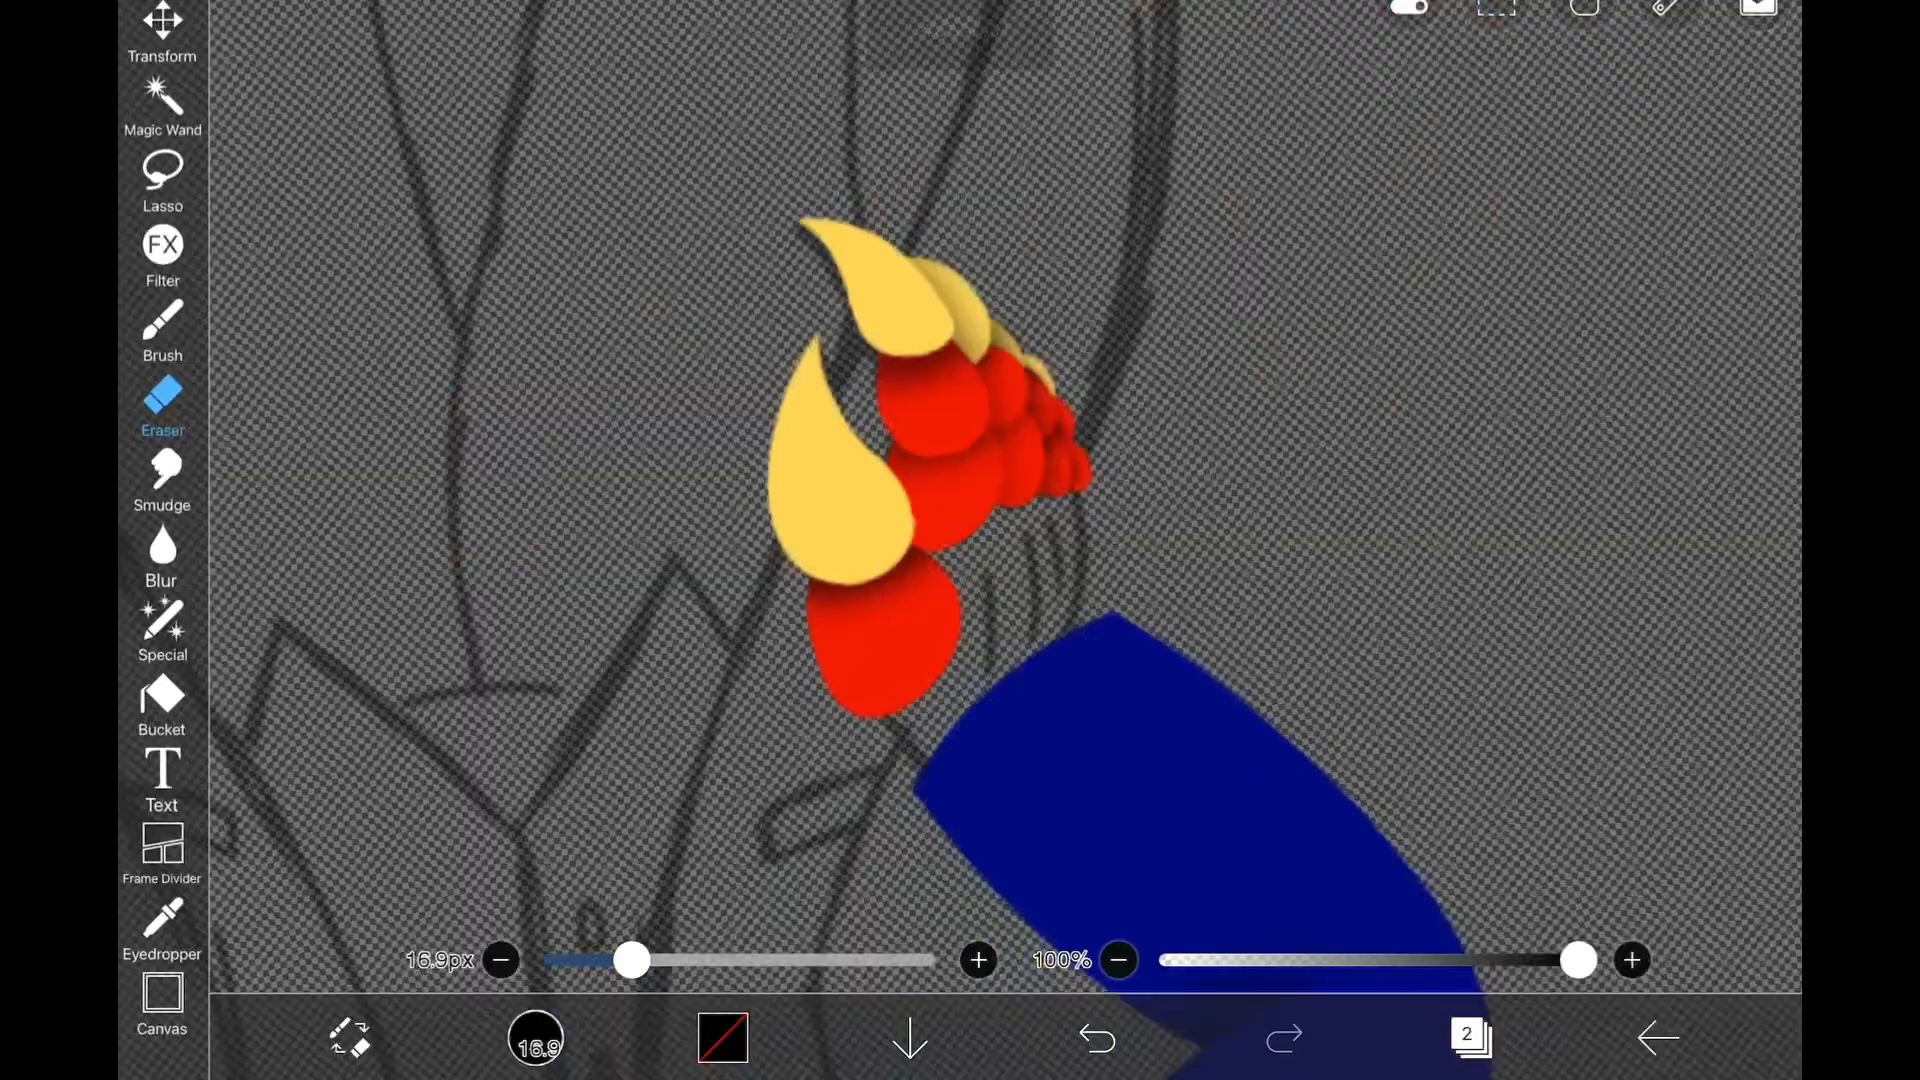 Transform
Magic Wand
Lasso
FX
Filter
Brush
Eraser
Smudge
Blur
Special
Bucket
T
Text
Frame Divider
Eyedropper
Canvas
16.9px
100%
16.9
2